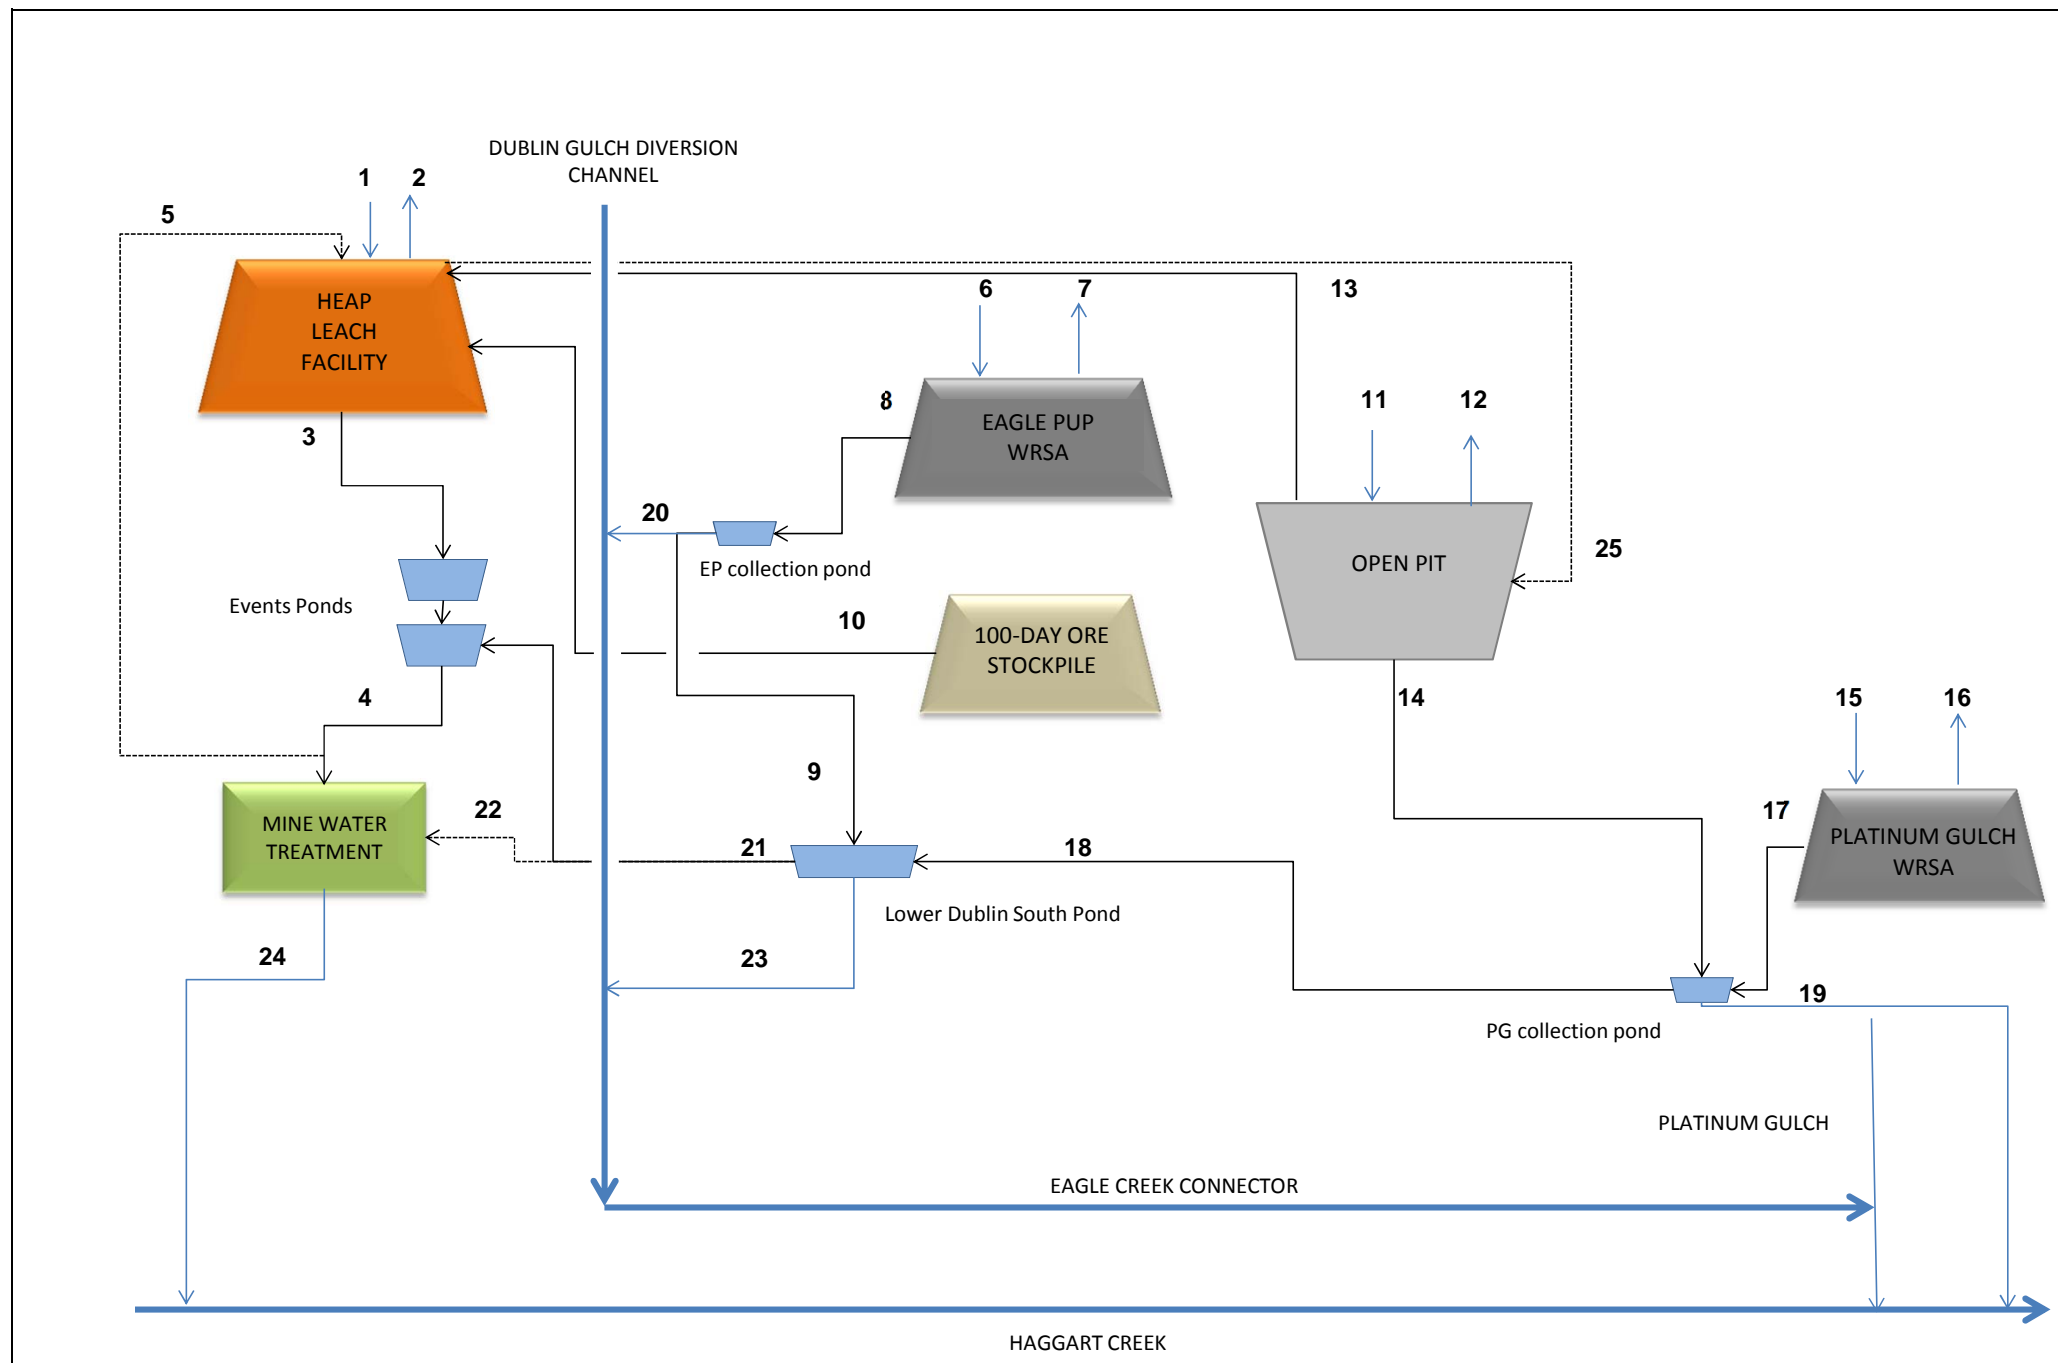 DUBLIN GULCH DIVERSION
CHANNEL
1
2
5
HEAP
LEACH
FACILITY
6
7
13
8
11
12
EAGLE PUP
WRSA
3
20
25
OPEN PIT
EP collection pond
Events Ponds
10
100-DAY ORE
STOCKPILE
4
14
15
16
9
22
MINE WATER
TREATMENT
21
18
17
PLATINUM GULCH
WRSA
Lower Dublin South Pond
24
23
19
PG collection pond
PLATINUM GULCH
EAGLE CREEK CONNECTOR
HAGGART CREEK